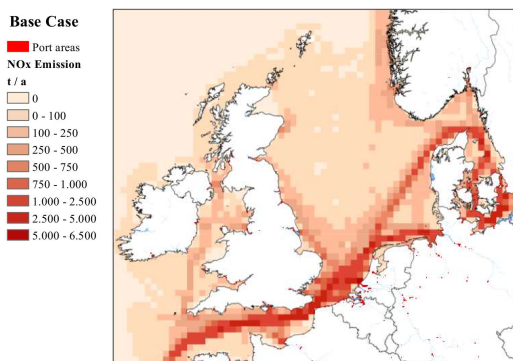 Base Case
Port areas
NOx Emission
t / a
0
0 - 100
100 - 250
250 - 500
500 - 750
750 - 1.000
1.000 - 2.500
2.500 - 5.000
5.000 - 6.500